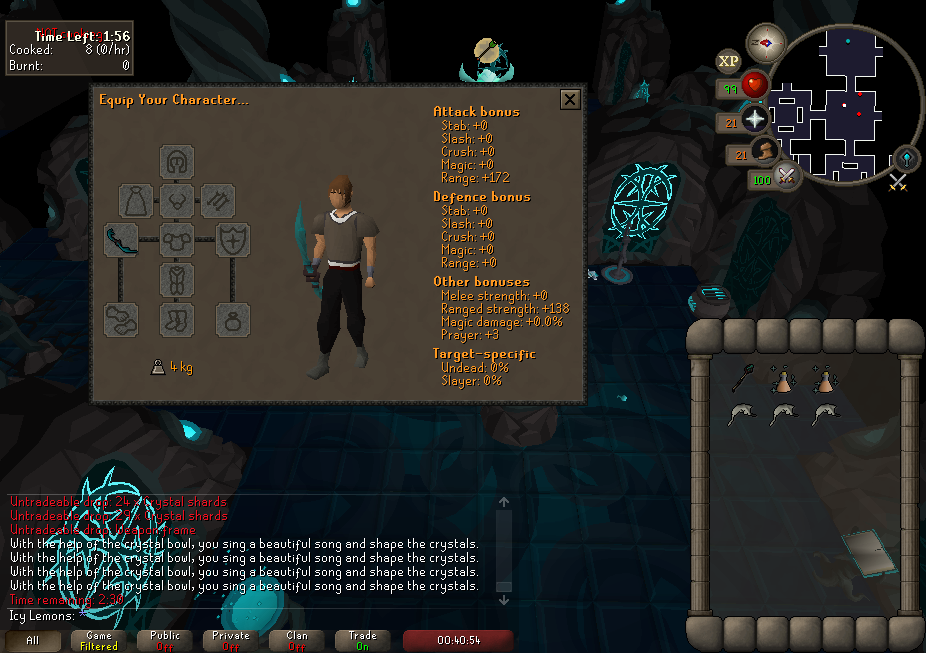 Time Left: 1:56
Cooked: 8 (0/hr)
Burnt: 0
XP
99
21
21
100
Equip Your Character...
Attack bonus
Stab: +0
Slash: +0
Crush: +0
Magic: +0
Range: +172
Defence bonus
Stab: +0
Slash: +0
Crush: +0
Magic: +0
Range: +0
Other bonuses
Melee strength: +0
Ranged strength: +138
Magic damage: +0.0%
Prayer: +3
Target-specific
Undead: 0%
Slayer: 0%
4 kg
Untradeable drop: 24 x Crystal shards
Untradeable drop: 29 x Crystal shards
Untradeable drop: Weapon frame
With the help of the crystal bowl, you sing a beautiful song and shape the crystals.
With the help of the crystal bowl, you sing a beautiful song and shape the crystals.
With the help of the crystal bowl, you sing a beautiful song and shape the crystals.
With the help of the crystal bowl, you sing a beautiful song and shape the crystals.
Time remaining: 2:30
Icy Lemons: *
All
Game
Filtered
Public
Off
Private
Off
Clan
Off
Trade
On
00:40:54